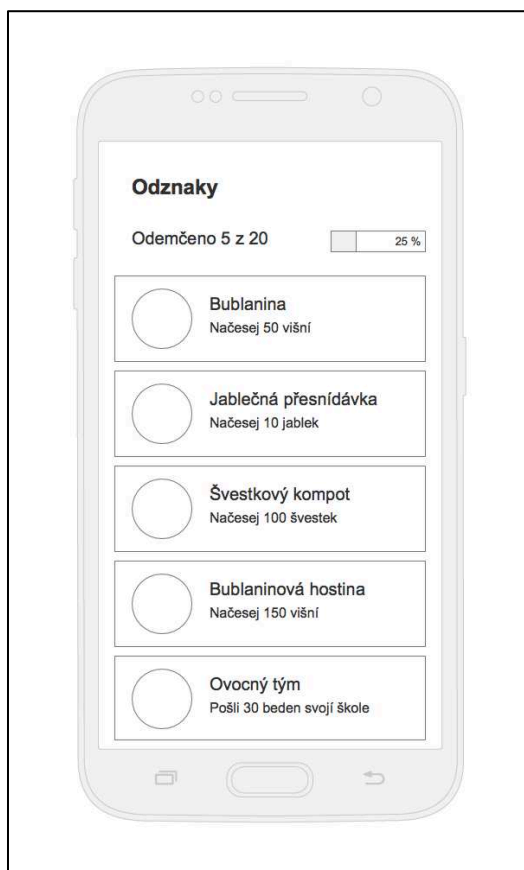 Odznaky
Odemčeno 5 z 20
25 %
Bublanina
Načesej 50 višní
Jablečná přesnídávka
Načesej 10 jablek
Švestkový kompot
Načesej 100 švestek
Bublaninová hostina
Načesej 150 višní
Ovocný tým
Pošli 30 beden svojí škole